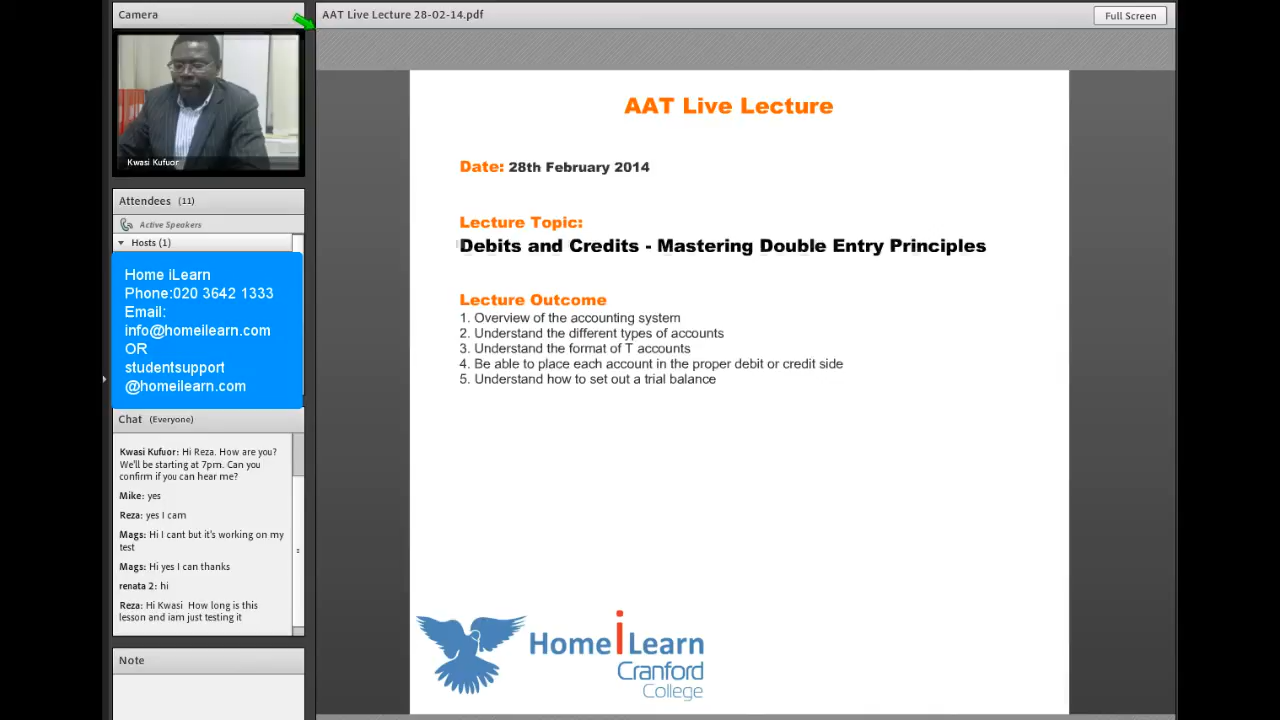 Camera
AAT Live Lecture 28-02-14.pdf
Full Screen
Kwasi Kufuor
Attendees (11)
Active Speakers
Hosts (1)
Home iLearn
Phone:020 3642 1333
Email:
info@homeilearn.com
OR
studentsupport
@homeilearn.com
Chat (Everyone)
Kwasi Kufuor: Hi Reza. How are you?
We'll be starting at 7pm. Can you
confirm if you can hear me?
Mike: yes
Reza: yes I cam
Mags: Hi I cant but it's working on my
test
Mags: Hi yes I can thanks
renata 2: hi
Reza: Hi Kwasi How long is this
lesson and iam just testing it
Note
AAT Live Lecture
Date: 28th February 2014
Lecture Topic:
Debits and Credits - Mastering Double Entry Principles
Lecture Outcome
1. Overview of the accounting system
2. Understand the different types of accounts
3. Understand the format of T accounts
4. Be able to place each account in the proper debit or credit side
5. Understand how to set out a trial balance
Home iLearn
Cranford
College